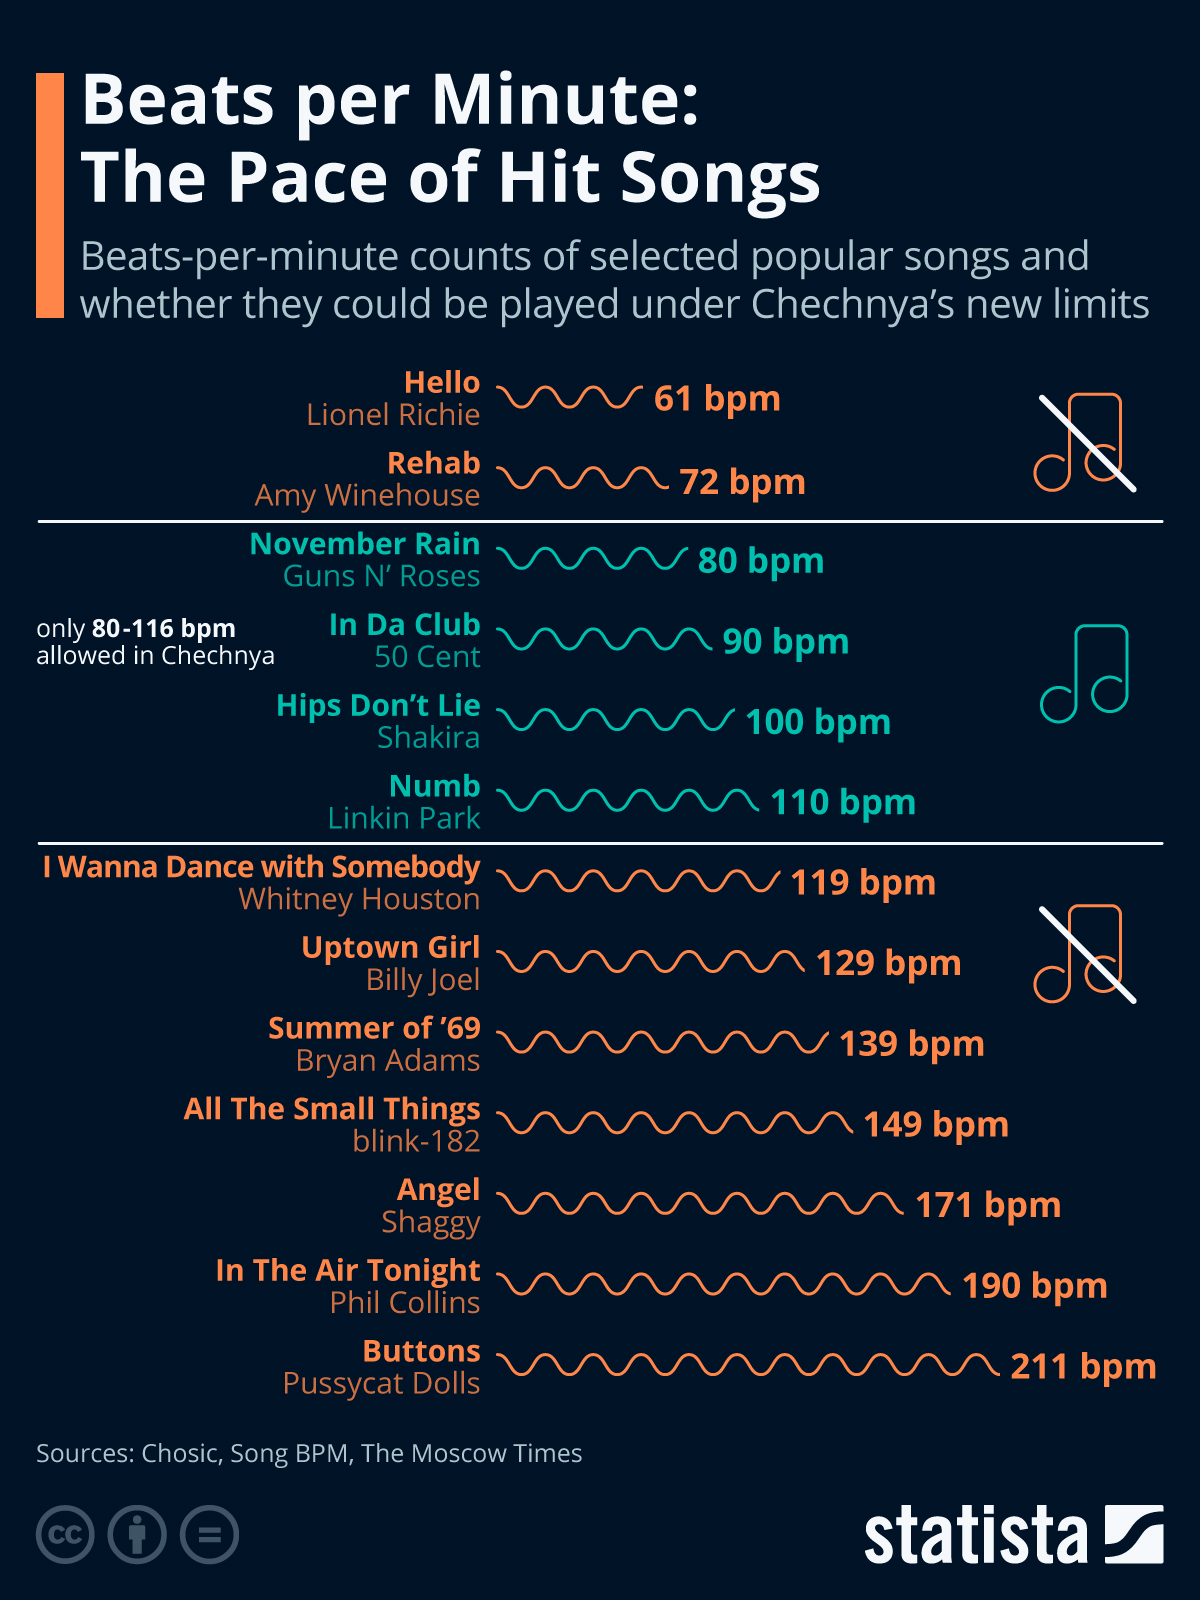 Beats per Minute:
The Pace of Hit Songs
Beats-per-minute counts of selected popular songs and
whether they could be played under Chechnya’s new limits
Hello
Lionel Richie
61 bpm
Rehab
Amy Winehouse
72 bpm
November Rain
Guns N’ Roses
80 bpm
only 80-116 bpm
allowed in Chechnya
In Da Club
50 Cent
90 bpm
Hips Don’t Lie
Shakira
100 bpm
Numb
Linkin Park
110 bpm
I Wanna Dance with Somebody
Whitney Houston
119 bpm
Uptown Girl
Billy Joel
129 bpm
Summer of ’69
Bryan Adams
139 bpm
All The Small Things
blink-182
149 bpm
Angel
Shaggy
171 bpm
In The Air Tonight
Phil Collins
190 bpm
Buttons
Pussycat Dolls
211 bpm
Sources: Chosic, Song BPM, The Moscow Times
cc
statista